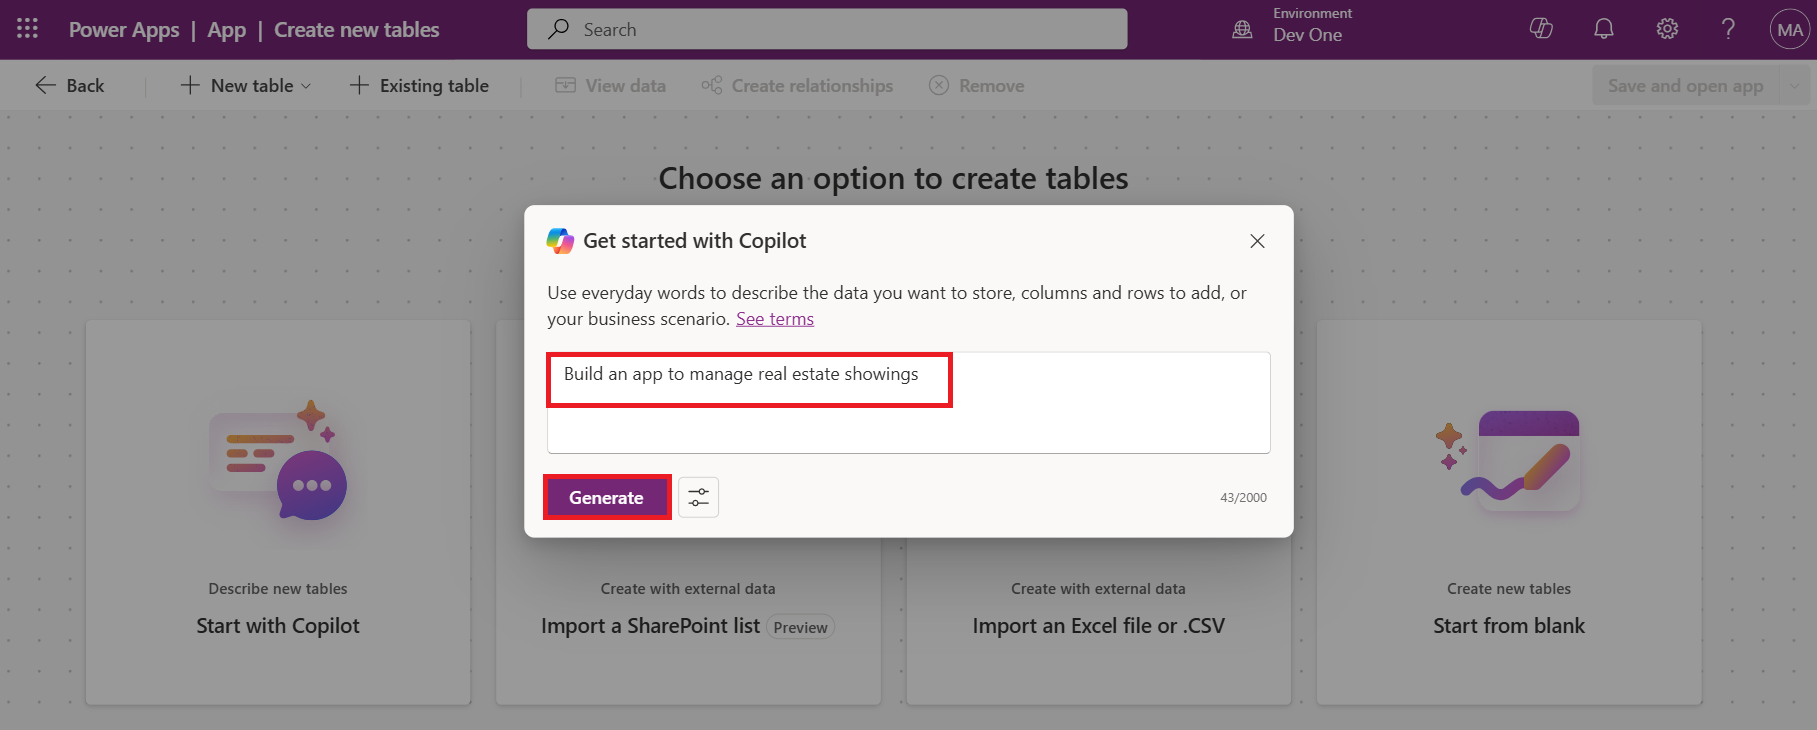 Power Apps | App | Create new tables
Search
Environment
Dev One
MA
Back
New table
Existing table
View data
Create relationships
Remove
Save and open app
Choose an option to create tables
Get started with Copilot
Use everyday words to describe the data you want to store, columns and rows to add, or
your business scenario. See terms
Build an app to manage real estate showings
Generate
43/2000
Describe new tables
Start with Copilot
Create with external data
Import a SharePoint list Preview
Create with external data
Import an Excel file or .CSV
Create new tables
Start from blank